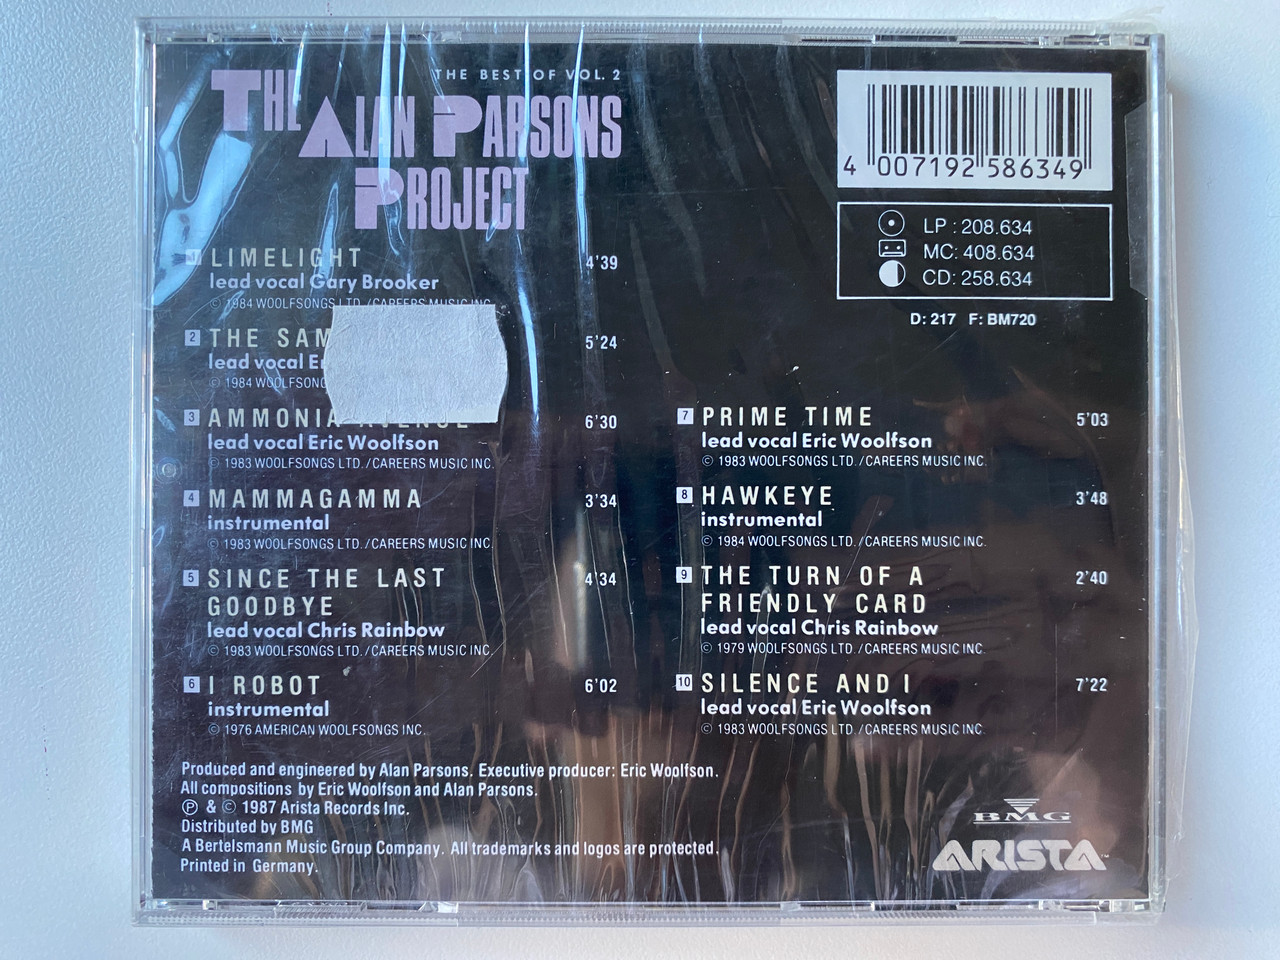 THE BEST OF VOL. 2
THE
ALAN PARSONS
PROJECT
1 LIMELIGHT 4'39
lead vocal Gary Brooker
© 1984 WOOLFSONGS LTD./CAREERS MUSIC INC.
2 THE 5'24
lead vocal
© 1984
3 AMMONIA AVENUE 6'30
lead vocal Eric Woolfson
© 1983 WOOLFSONGS LTD./CAREERS MUSIC INC.
4 MAMMAGAMMA 3'34
instrumental
© 1983 WOOLFSONGS LTD./CAREERS MUSIC INC.
5 SINCE THE LAST 4'34
GOODBYE
lead vocal Chris Rainbow
© 1983 WOOLFSONGS LTD./CAREERS MUSIC INC.
6 I ROBOT 6'02
instrumental
© 1976 AMERICAN WOOLFSONGS INC.
4 007192 586349
LP : 208.634
MC: 408.634
CD: 258.634
D: 217 F: BM720
7 PRIME TIME 5'03
lead vocal Eric Woolfson
© 1983 WOOLFSONGS LTD./CAREERS MUSIC INC.
8 HAWKEYE 3'48
instrumental
© 1984 WOOLFSONGS LTD./CAREERS MUSIC INC.
9 THE TURN OF A 2'40
FRIENDLY CARD
lead vocal Chris Rainbow
© 1979 WOOLFSONGS LTD./CAREERS MUSIC INC.
10 SILENCE AND I 7'22
lead vocal Eric Woolfson
© 1983 WOOLFSONGS LTD./CAREERS MUSIC INC.
Produced and engineered by Alan Parsons. Executive producer: Eric Woolfson.
All compositions by Eric Woolfson and Alan Parsons.
℗ & © 1987 Arista Records Inc.
Distributed by BMG
A Bertelsmann Music Group Company. All trademarks and logos are protected.
Printed in Germany.
BMG
ARISTA™